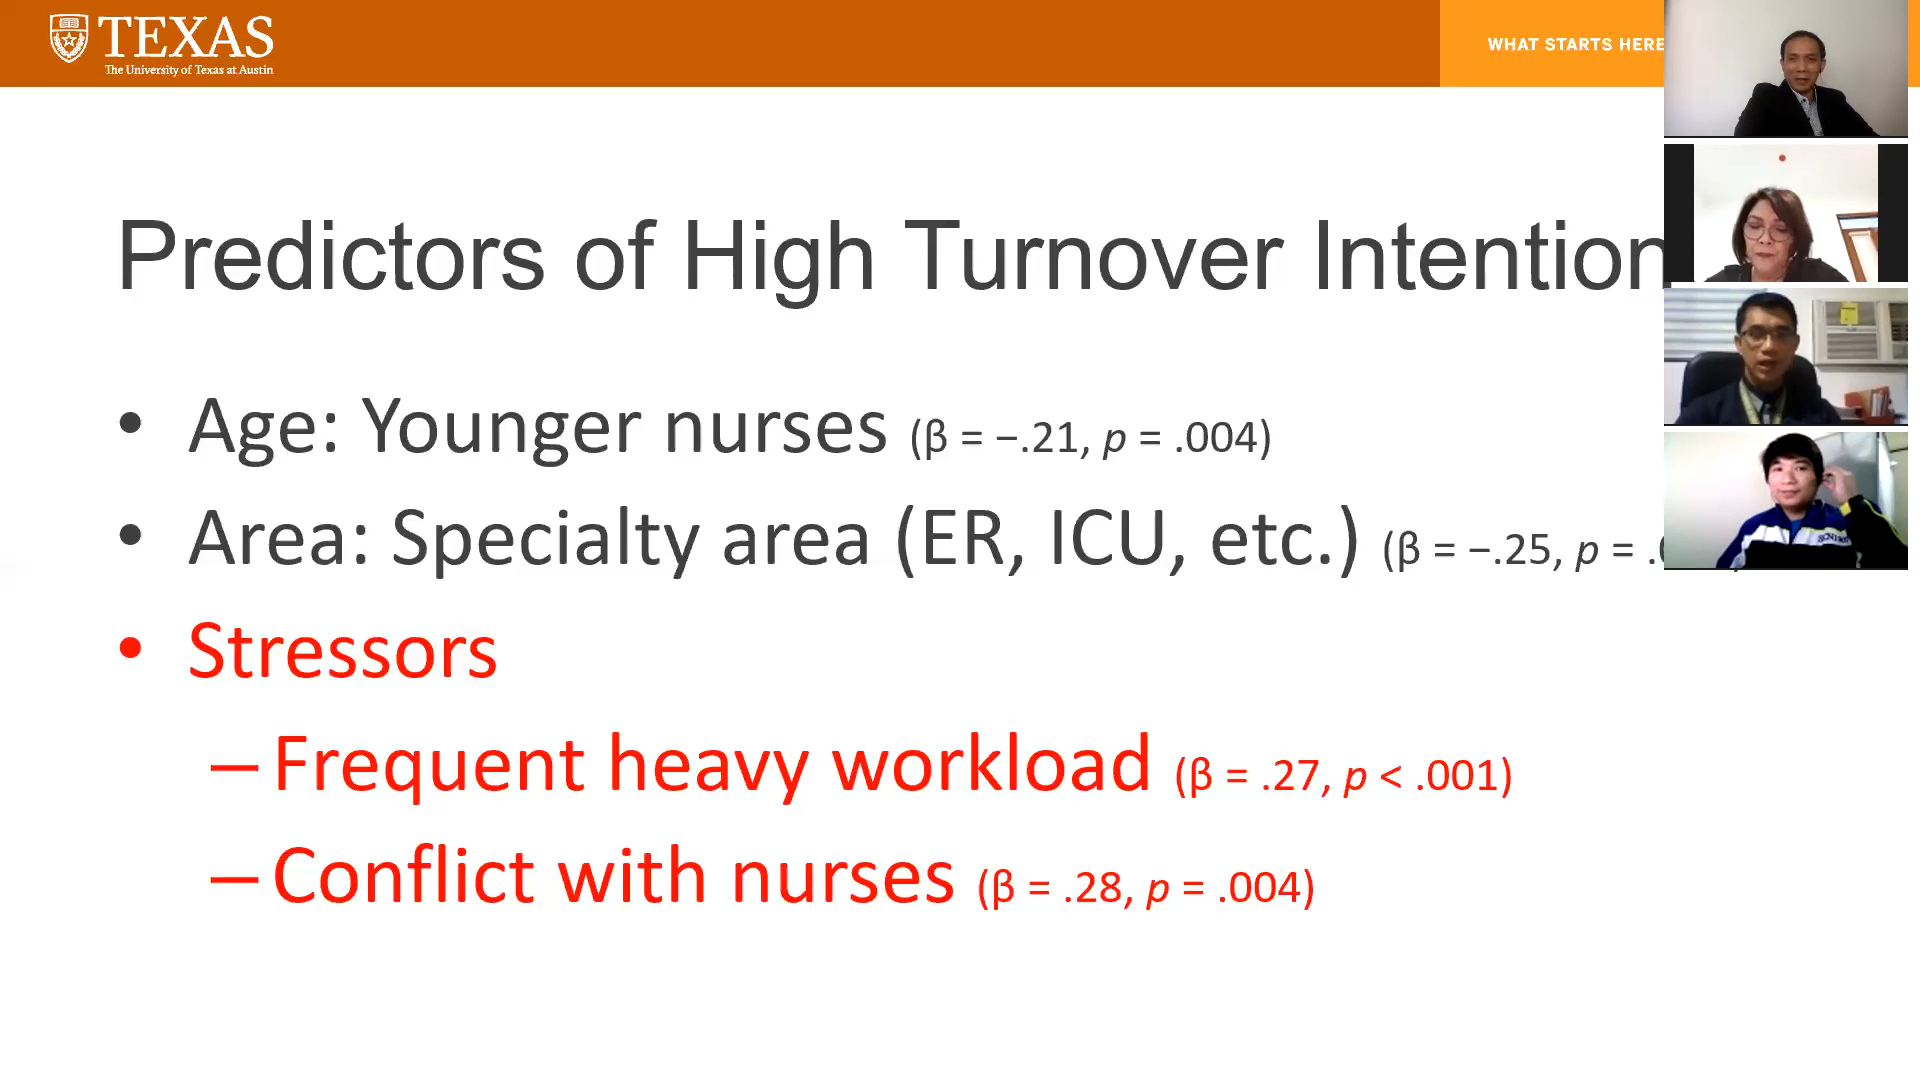 TEXAS
The University of Texas at Austin
WHAT STARTS HERE
Predictors of High Turnover Intention
• Age: Younger nurses (β = −.21, p = .004)
• Area: Specialty area (ER, ICU, etc.) (β = −.25, p =
• Stressors
– Frequent heavy workload (β = .27, p < .001)
– Conflict with nurses (β = .28, p = .004)